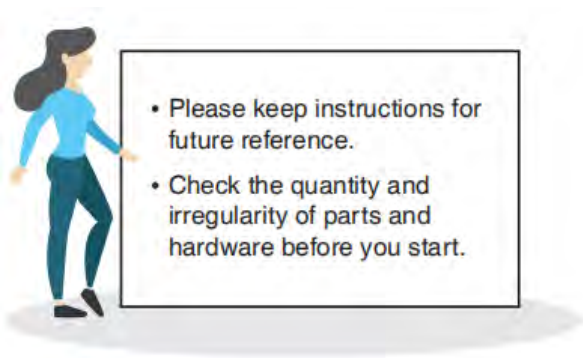 • Please keep instructions for
future reference.
• Check the quantity and
irregularity of parts and
hardware before you start.